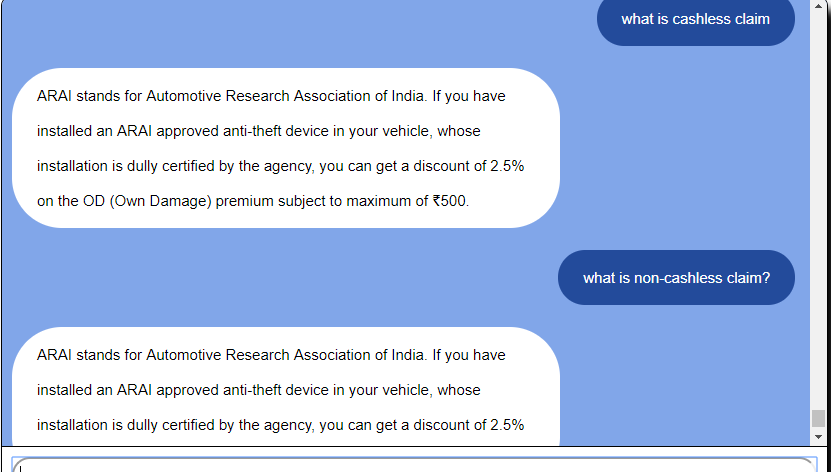 what is cashless claim
ARAI stands for Automotive Research Association of India. If you have
installed an ARAI approved anti-theft device in your vehicle, whose
installation is dully certified by the agency, you can get a discount of 2.5%
on the OD (Own Damage) premium subject to maximum of ₹500.
what is non-cashless claim?
ARAI stands for Automotive Research Association of India. If you have
installed an ARAI approved anti-theft device in your vehicle, whose
installation is dully certified by the agency, you can get a discount of 2.5%